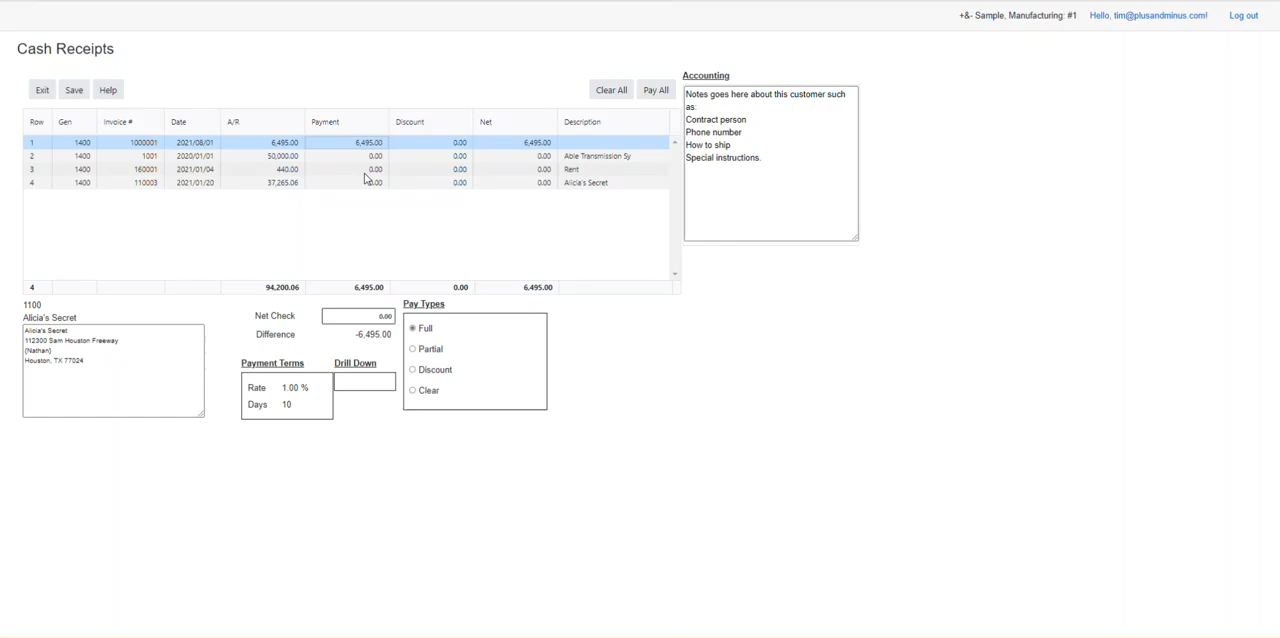 +&- Sample, Manufacturing: #1 Hello, tim@plusandminus.com! Log out
Cash Receipts
Exit Save Help Clear All Pay All
Row Gen Invoice # Date A/R Payment Discount Net Description
1 1400 1000001 2021/08/01 6,495.00 6,495.00 0.00 6,495.00
2 1400 1001 2020/01/01 50,000.00 0.00 0.00 0.00 Able Transmission Sy
3 1400 160001 2021/01/04 440.00 0.00 0.00 0.00 Rent
4 1400 110003 2021/01/20 37,265.06 0.00 0.00 0.00 Alicia's Secret
4 94,200.06 6,495.00 0.00 6,495.00
Accounting
Notes goes here about this customer such
as:
Contract person
Phone number
How to ship
Special instructions.
1100
Alicia's Secret
Alicia's Secret
112300 Sam Houston Freeway
{Nathan}
Houston, TX 77024
Net Check 0.00
Difference -6,495.00
Payment Terms
Rate 1.00 %
Days 10
Drill Down
Pay Types
Full
Partial
Discount
Clear